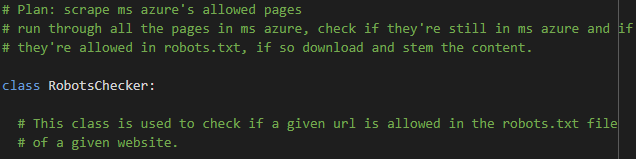 # Plan: scrape ms azure's allowed pages
# run through all the pages in ms azure, check if they're still in ms azure and if
# they're allowed in robots.txt, if so download and stem the content.
class RobotsChecker:
# This class is used to check if a given url is allowed in the robots.txt file
# of a given website.